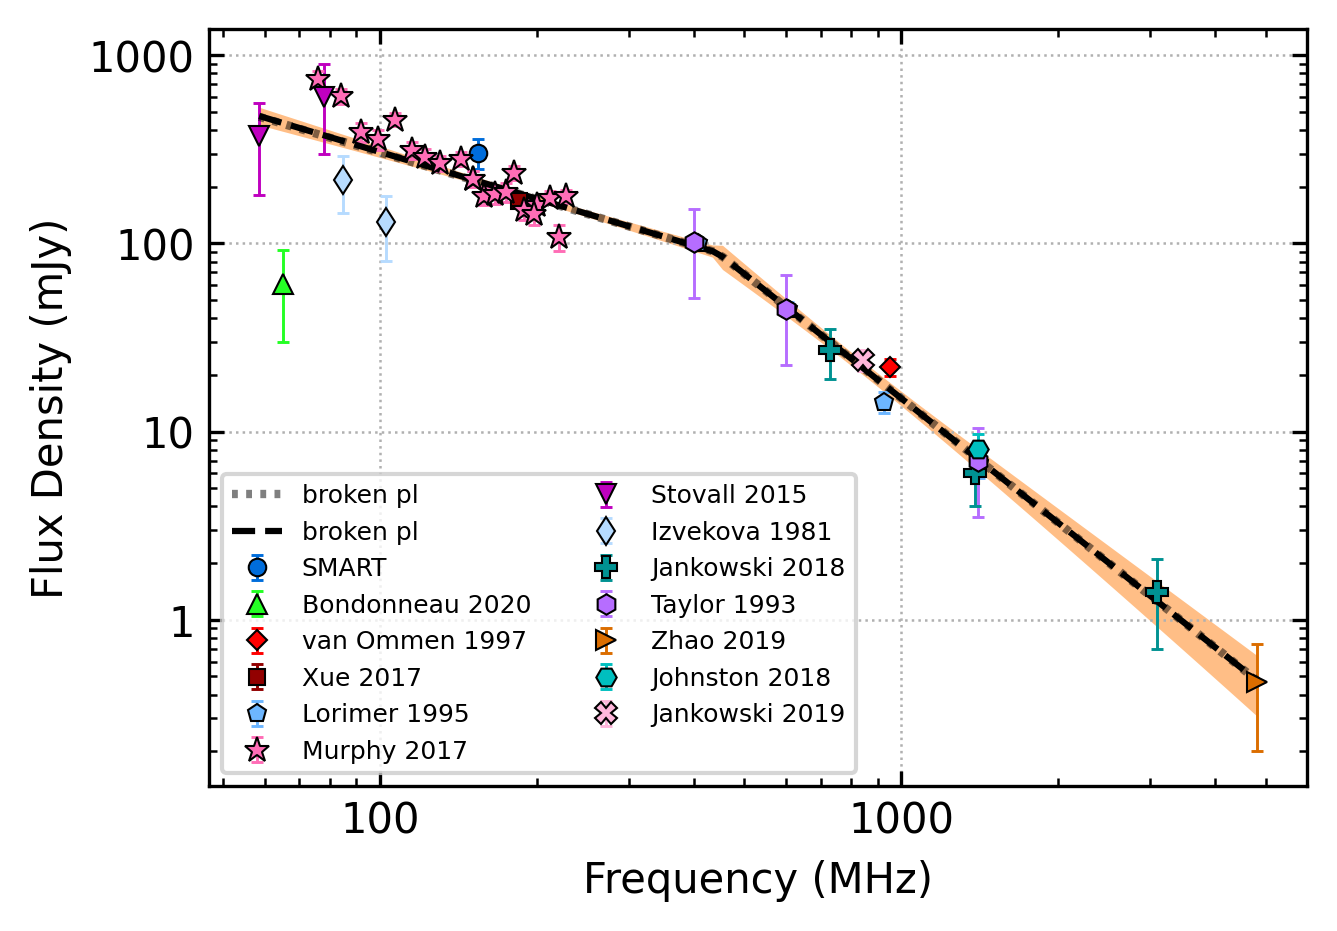 1000
100
10
1
Flux Density (mJy)
broken pl
broken pl
SMART
Bondonneau 2020
van Ommen 1997
Xue 2017
Lorimer 1995
Murphy 2017
Stovall 2015
Izvekova 1981
Jankowski 2018
Taylor 1993
Zhao 2019
Johnston 2018
Jankowski 2019
100
1000
Frequency (MHz)